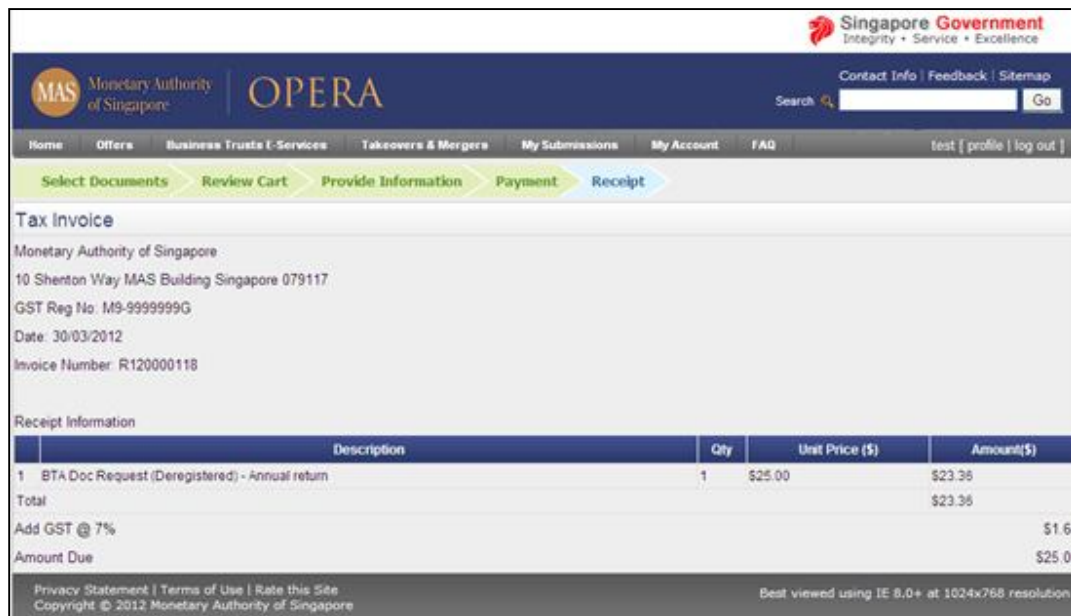 Singapore Government
Integrity • Service • Excellence
MAS Monetary Authority of Singapore OPERA
Contact Info | Feedback | Sitemap
Search Go
Home Offers Business Trusts E-Services Takeovers & Mergers My Submissions My Account FAQ test [ profile | log out ]
Select Documents Review Cart Provide Information Payment Receipt
Tax Invoice
Monetary Authority of Singapore
10 Shenton Way MAS Building Singapore 079117
GST Reg No: M9-9999999G
Date: 30/03/2012
Invoice Number: R120000118
Receipt Information
Description Qty Unit Price ($) Amount($)
1 BTA Doc Request (Deregistered) - Annual return 1 $25.00 $23.36
Total $23.36
Add GST @ 7% $1.6
Amount Due $25.0
Privacy Statement | Terms of Use | Rate this Site
Copyright © 2012 Monetary Authority of Singapore
Best viewed using IE 8.0+ at 1024x768 resolution